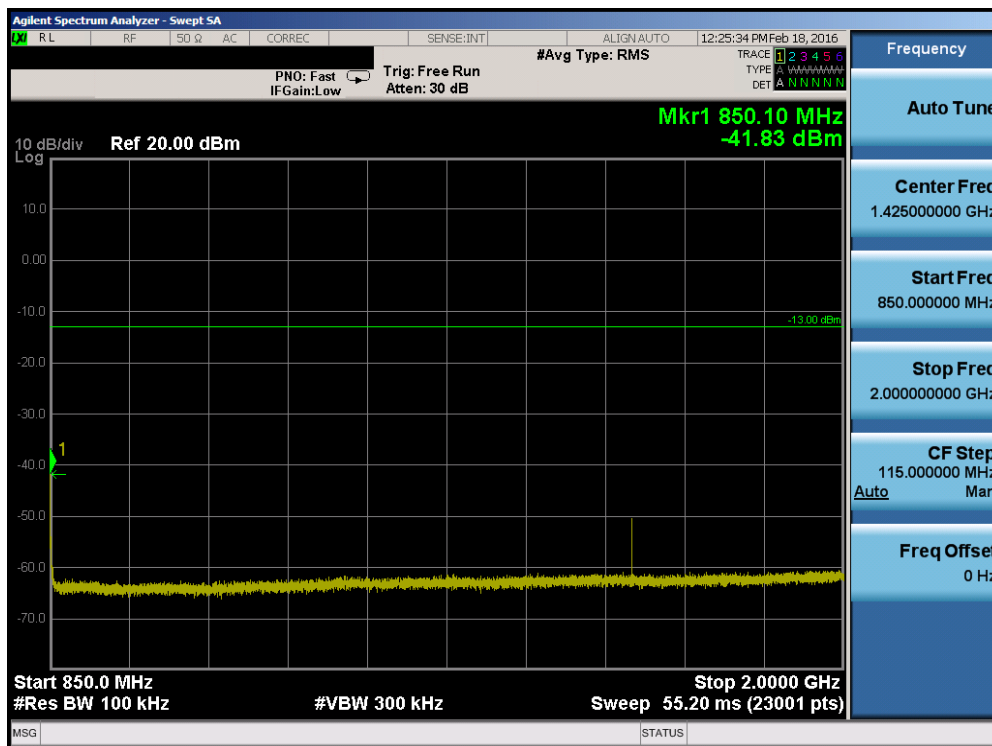 Agilent Spectrum Analyzer - Swept SA
LXI RL RF 50 Ω AC CORREC SENSE:INT ALIGN AUTO 12:25:34 PM Feb 18, 2016
#Avg Type: RMS
TRACE 1 2 3 4 5 6
PNO: Fast Trig: Free Run
TYPE A WWWWW
IFGain:Low Atten: 30 dB
DET A N N N N N
Frequency
Mkr1 850.10 MHz
-41.83 dBm
10 dB/div Ref 20.00 dBm
Log
10.0
0.00
-10.0
-13.00 dBm
-20.0
-30.0
1
-40.0
-50.0
-60.0
-70.0
Start 850.0 MHz Stop 2.0000 GHz
#Res BW 100 kHz #VBW 300 kHz Sweep 55.20 ms (23001 pts)
MSG STATUS
Auto Tune
Center Freq
1.425000000 GHz
Start Freq
850.000000 MHz
Stop Freq
2.000000000 GHz
CF Step
115.000000 MHz
Auto Man
Freq Offset
0 Hz